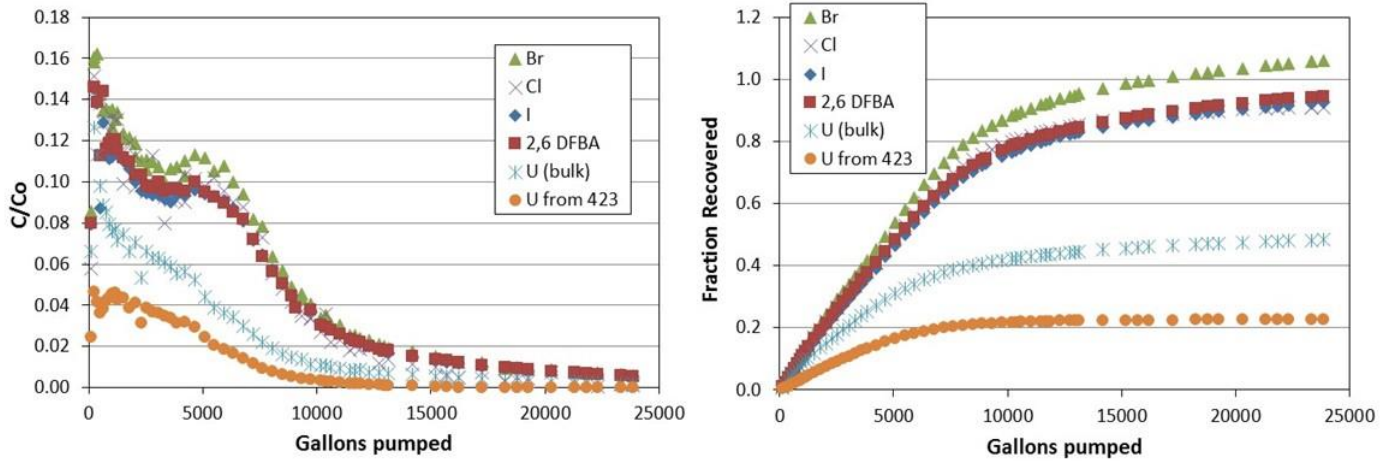 0.18
0.16
0.14
0.12
0.10
0.08
0.06
0.04
0.02
0.00
C/Co
Br
Cl
I
2,6 DFBA
U (bulk)
U from 423
0 5000 10000 15000 20000 25000
Gallons pumped
1.2
1.0
0.8
0.6
0.4
0.2
0.0
Fraction Recovered
Br
Cl
I
2,6 DFBA
U (bulk)
U from 423
0 5000 10000 15000 20000 25000
Gallons pumped